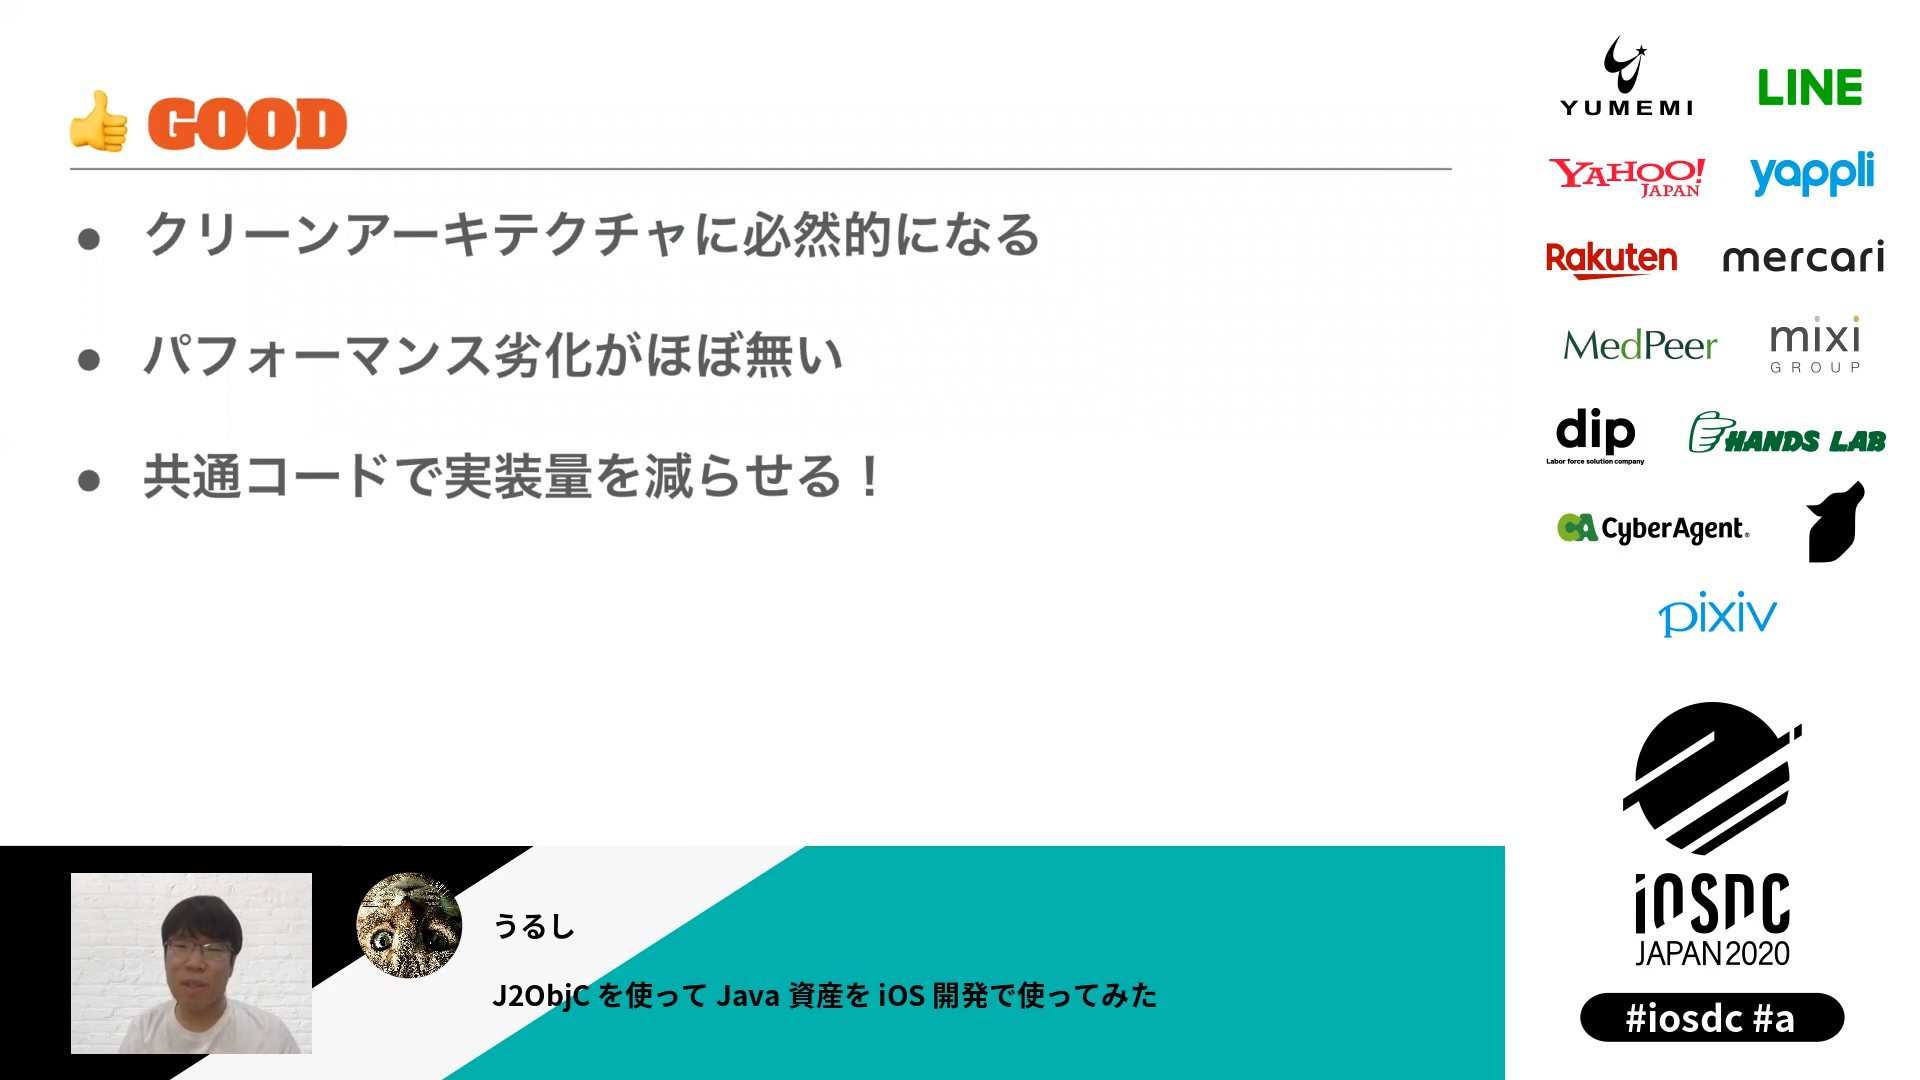 👍 GOOD
● クリーンアーキテクチャに必然的になる
● パフォーマンス劣化がほぼ無い
● 共通コードで実装量を減らせる！
うるし
J2ObjC を使って Java 資産を iOS 開発で使ってみた
YUMEMI
LINE
YAHOO! JAPAN
yappli
Rakuten
mercari
MedPeer
mixi GROUP
dip
Labor force solution company
HANDS LAB
CA CyberAgent®
pixiv
iOSDC
JAPAN 2020
#iosdc #a